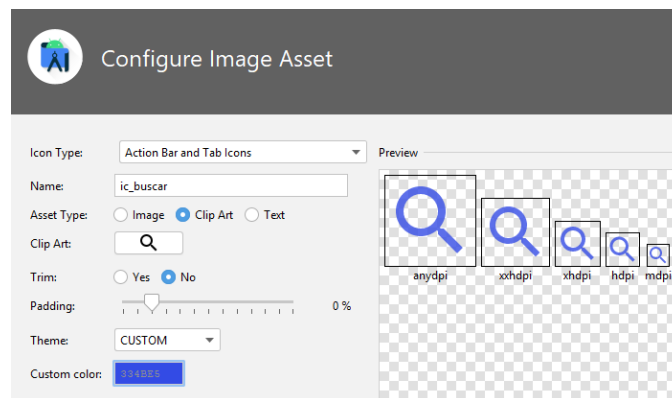 Configure Image Asset
Icon Type: Action Bar and Tab Icons
Preview
Name: ic_buscar
Asset Type: Image Clip Art Text
Clip Art:
anydpi xxhdpi xhdpi hdpi mdpi
Trim: Yes No
Padding: 0 %
Theme: CUSTOM
Custom color: 334BE5